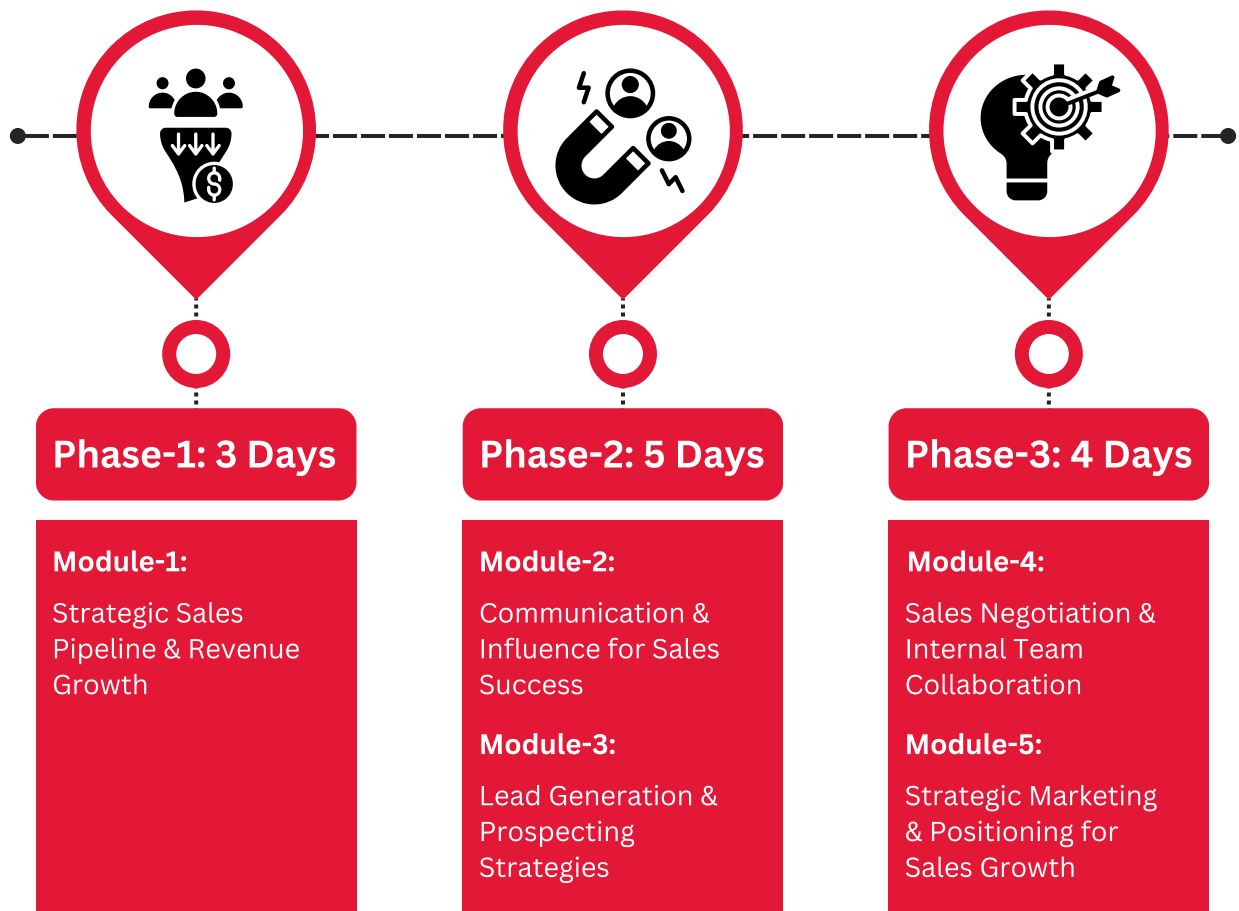 $
Phase-1: 3 Days
Module-1:
Strategic Sales
Pipeline & Revenue
Growth
Phase-2: 5 Days
Module-2:
Communication &
Influence for Sales
Success
Module-3:
Lead Generation &
Prospecting
Strategies
Phase-3: 4 Days
Module-4:
Sales Negotiation &
Internal Team
Collaboration
Module-5:
Strategic Marketing
& Positioning for
Sales Growth